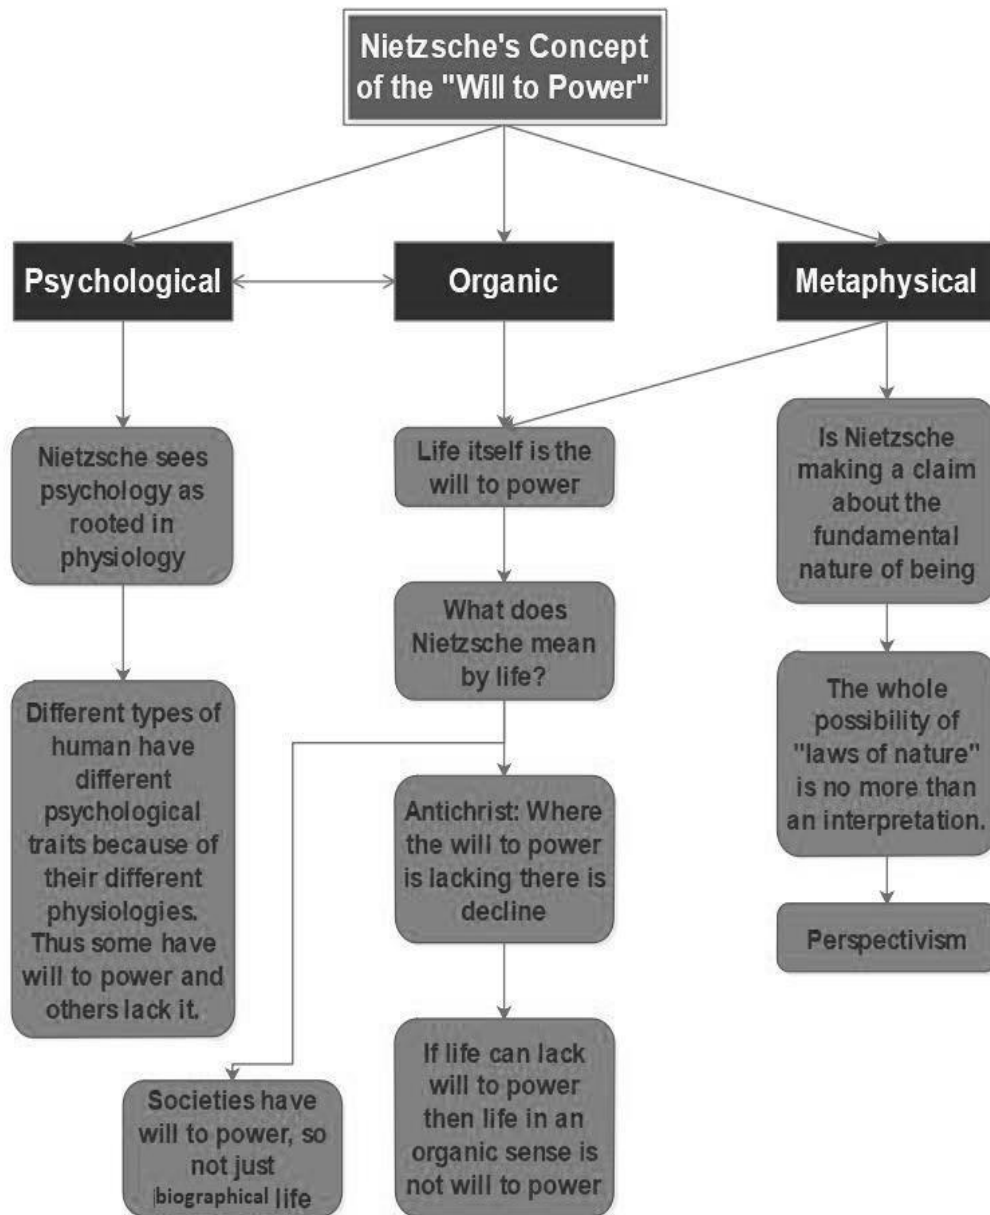 Nietzsche's Concept
of the "Will to Power"
Psychological
Organic
Metaphysical
Nietzsche sees
psychology as
rooted in
physiology
Life itself is the
will to power
Is Nietzsche
making a claim
about the
fundamental
nature of being
What does
Nietzsche mean
by life?
Different types of
human have
different
psychological
traits because of
their different
physiologies.
Thus some have
will to power and
others lack it.
The whole
possibility of
"laws of nature"
is no more than
an interpretation.
Antichrist: Where
the will to power
is lacking there is
decline
Perspectivism
Societies have
will to power, so
not just
biographical life
If life can lack
will to power
then life in an
organic sense is
not will to power